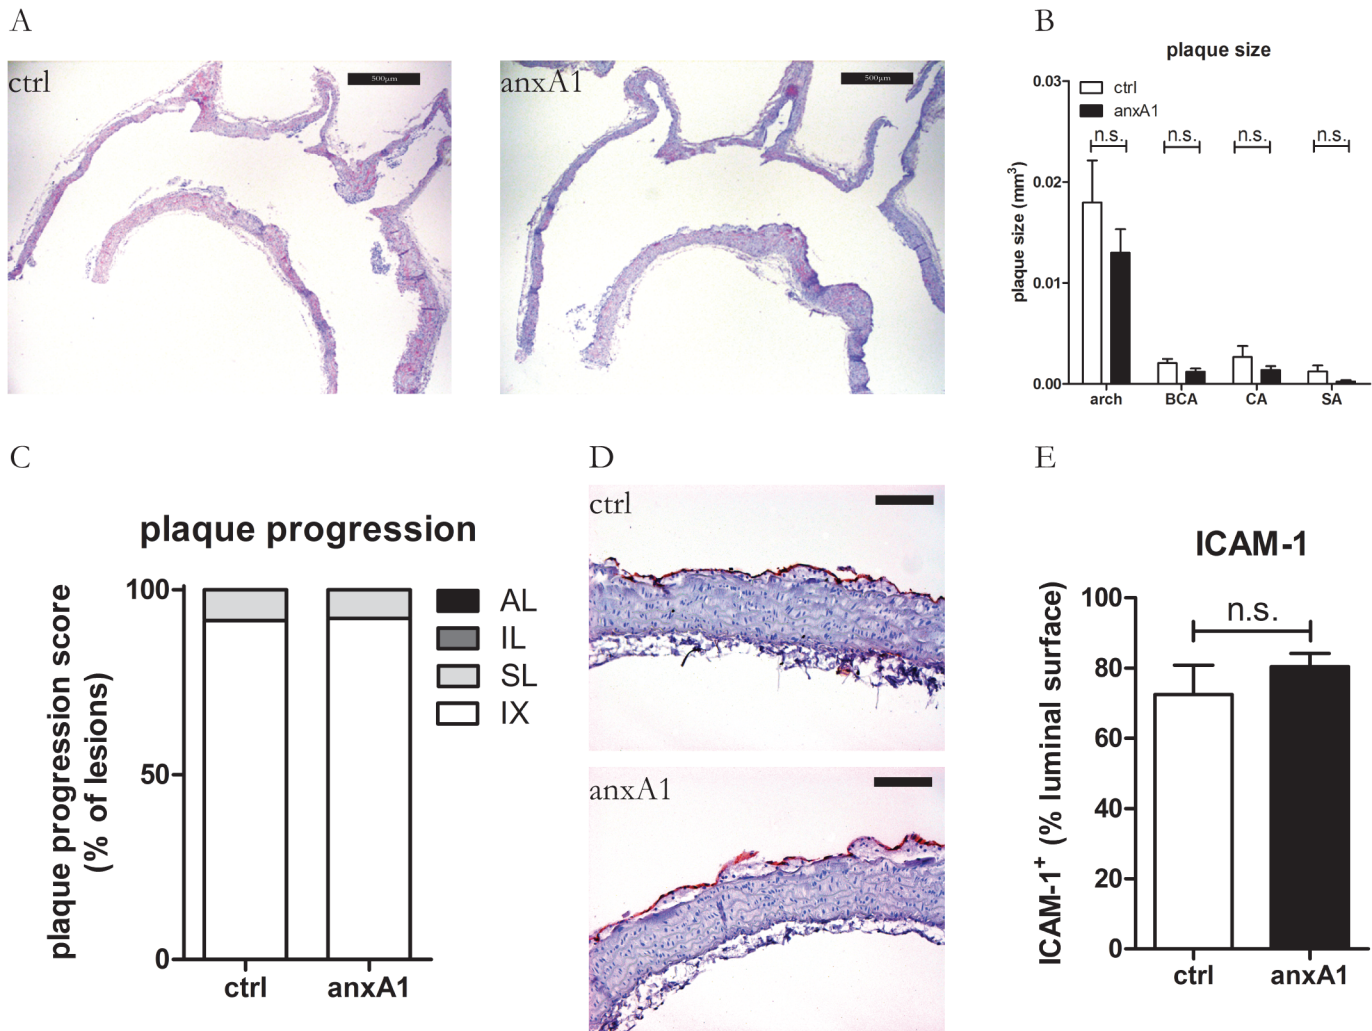 A
ctrl
500µm
anxA1
500µm
B
plaque size
ctrl
anxA1
n.s.
n.s.
n.s.
n.s.
plaque size (mm³)
0.03
0.02
0.01
0.00
arch
BCA
CA
SA
C
plaque progression
plaque progression score
(% of lesions)
100
50
0
ctrl
anxA1
AL
IL
SL
IX
D
ctrl
anxA1
E
ICAM-1
ICAM-1⁺ (% luminal surface)
100
80
60
40
20
0
n.s.
ctrl
anxA1